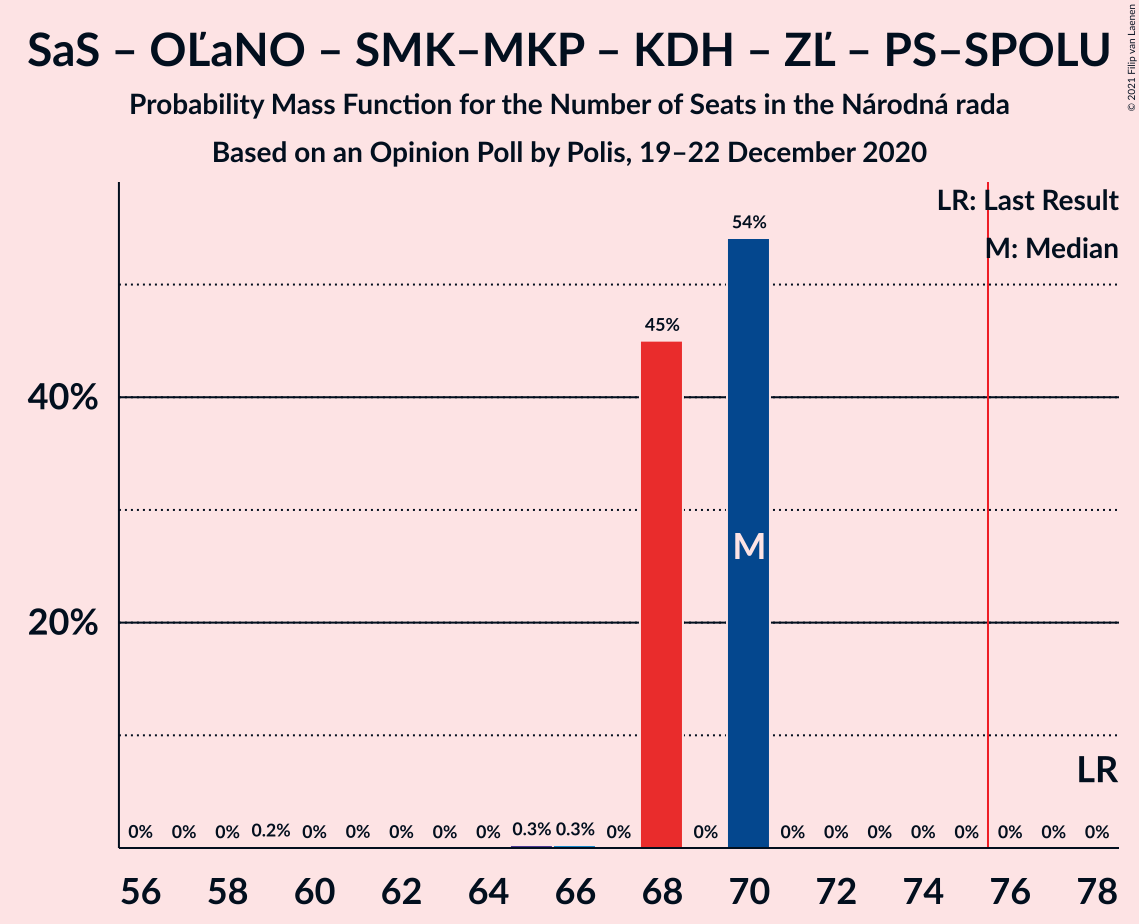 SaS – OĽaNO – SMK–MKP – KDH – ZĽ – PS–SPOLU
Probability Mass Function for the Number of Seats in the Národná rada
Based on an Opinion Poll by Polis, 19–22 December 2020
© 2021 Filip van Laenen
LR: Last Result
M: Median
54%
45%
40%
20%
M
LR
0% 0% 0% 0.2% 0% 0% 0% 0% 0% 0.3% 0.3% 0% 0% 0% 0% 0% 0% 0% 0% 0% 0%
56 58 60 62 64 66 68 70 72 74 76 78